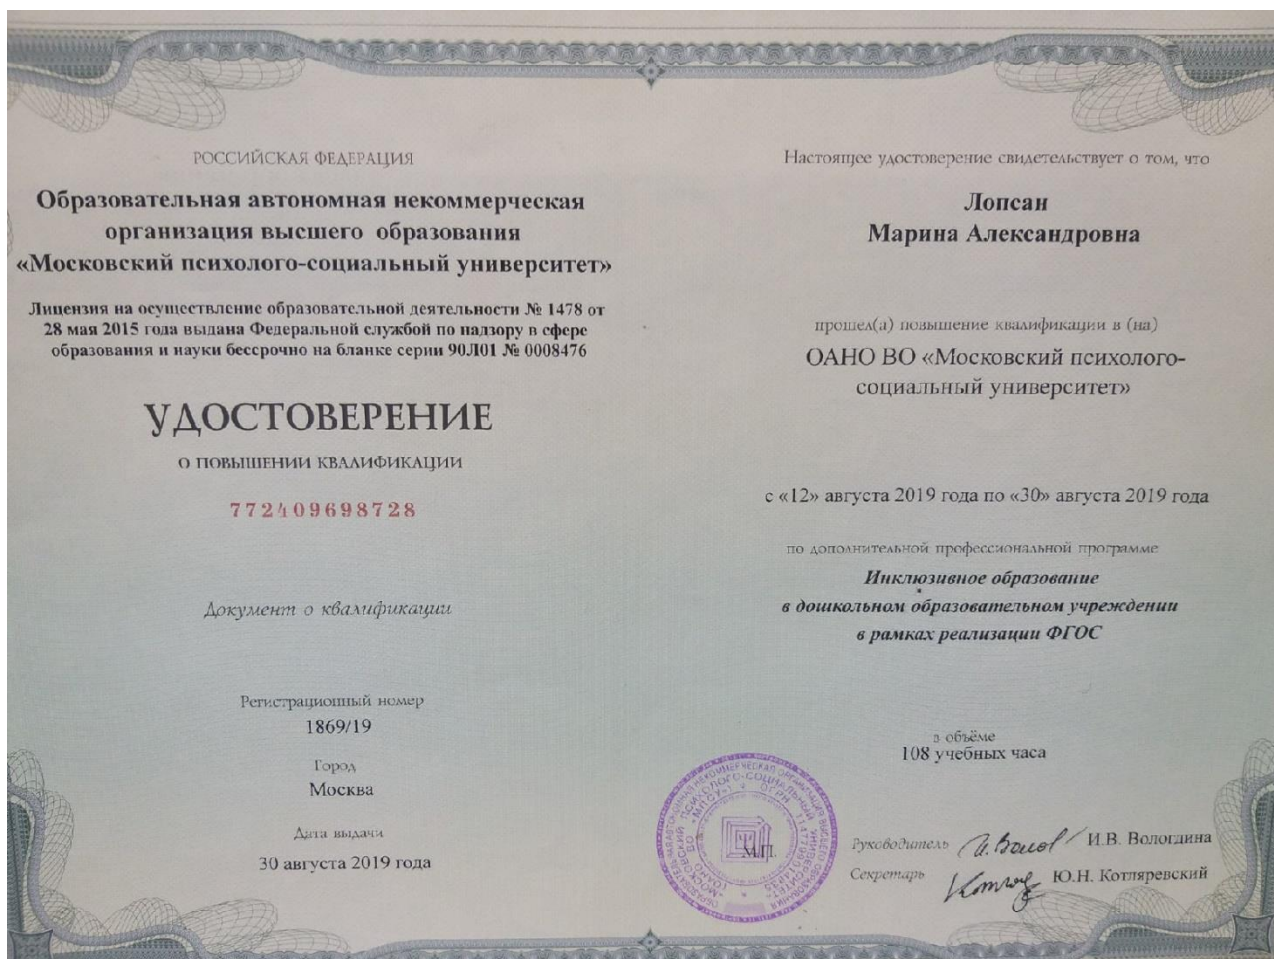 РОССИЙСКАЯ ФЕДЕРАЦИЯ
Образовательная автономная некоммерческая
организация высшего образования
«Московский психолого-социальный университет»
Лицензия на осуществление образовательной деятельности № 1478 от
28 мая 2015 года выдана Федеральной службой по надзору в сфере
образования и науки бессрочно на бланке серии 90Л01 № 0008476
УДОСТОВЕРЕНИЕ
О ПОВЫШЕНИИ КВАЛИФИКАЦИИ
772409698728
Документ о квалификации
Регистрационный номер
1869/19
Город
Москва
Дата выдачи
30 августа 2019 года
Настоящее удостоверение свидетельствует о том, что
Лопсан
Марина Александровна
прошел(а) повышение квалификации в (на)
ОАНО ВО «Московский психолого-
социальный университет»
с «12» августа 2019 года по «30» августа 2019 года
по дополнительной профессиональной программе
Инклюзивное образование
в дошкольном образовательном учреждении
в рамках реализации ФГОС
в объёме
108 учебных часа
М.П.
Руководитель И.В. Вологдина
Секретарь Ю.Н. Котляревский